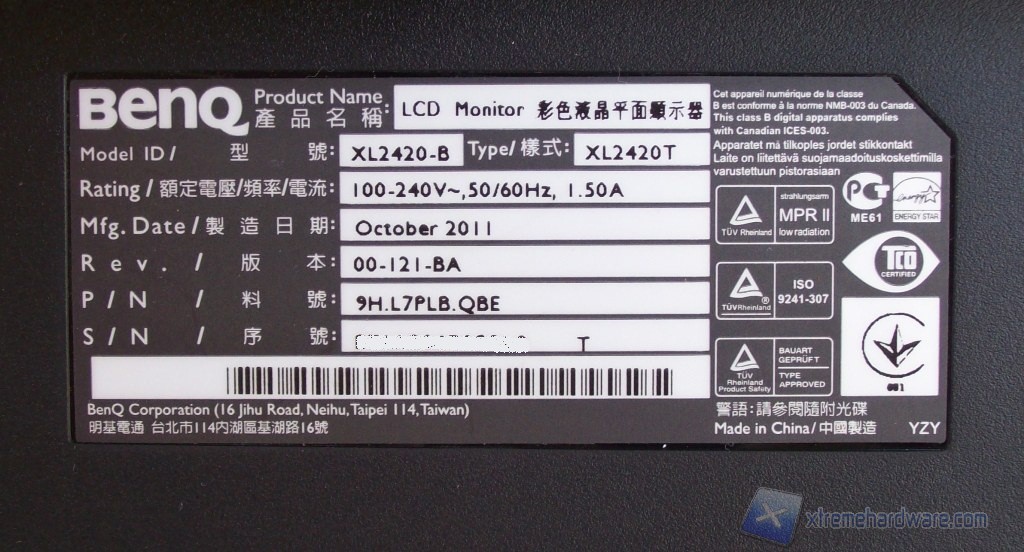 BenQ
Product Name
產品名稱:
LCD Monitor 彩色液晶平面顯示器
Model ID / 型號: XL2420-B Type/樣式: XL2420T
Rating / 額定電壓/頻率/電流: 100-240V~,50/60Hz, 1.50A
Mfg. Date / 製造日期: October 2011
Rev. / 版本: 00-121-BA
P/N / 料號: 9H.L7PLB.QBE
S/N / 序號: T
BenQ Corporation (16 Jihu Road, Neihu,Taipei 114,Taiwan)
明基電通 台北市114內湖區基湖路16號
Cet appareil numérique de la classe
B est conforme à la norme NMB-003 du Canada.
This class B digital apparatus complies
with Canadian ICES-003.
Apparatet må tilkoples jordet stikkontakt
Laite on liitettävä suojamaadoituskoskettimilla
varustettuun pistorasiaan
TÜV Rheinland
strahlungsarm
MPR II
low radiation
PCT
ME61
energy
ENERGY STAR
TCO
CERTIFIED
TÜVRheinland
ISO
9241-307
TÜV
Rheinland
Product Safety
BAUART
GEPRÜFT
TYPE
APPROVED
001
警語:請參閱隨附光碟
Made in China/中國製造 YZY
xtremehardware.com